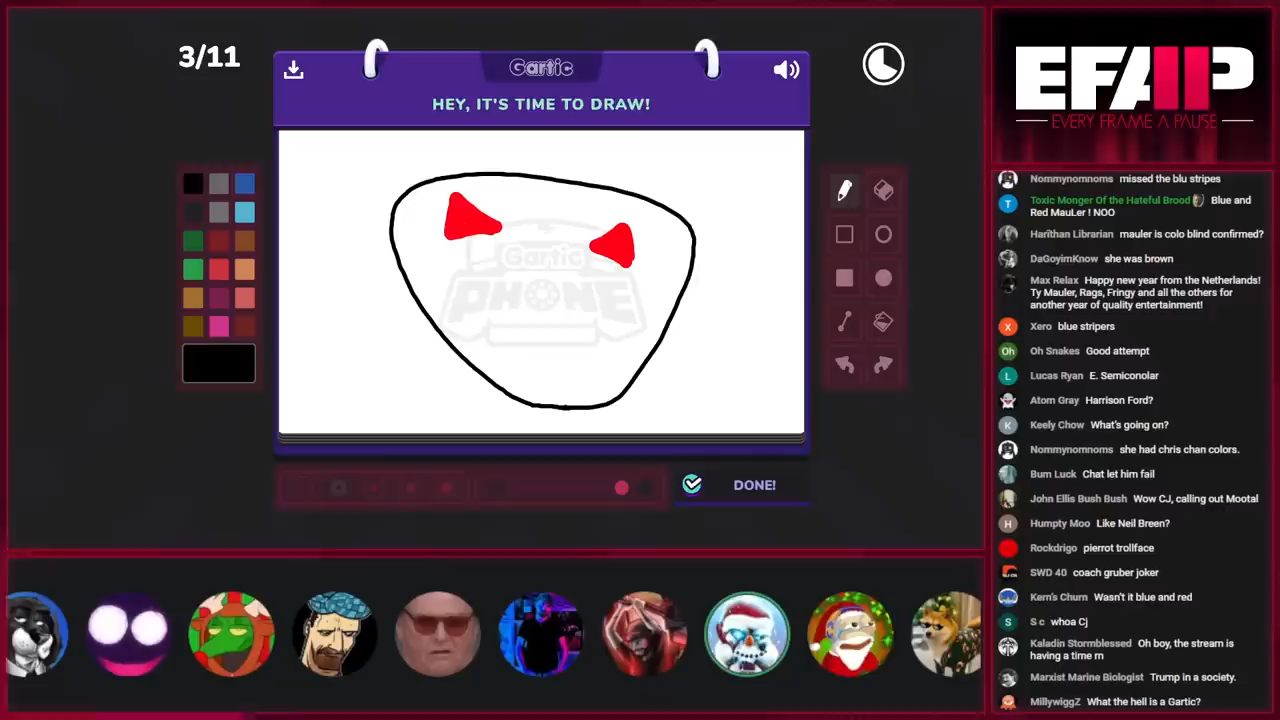 3/11
Gartic
HEY, IT'S TIME TO DRAW!
Gartic
PHONE
DONE!
EFAP
EVERY FRAME A PAUSE
Nommynomnoms missed the blu stripes
Toxic Monger Of the Hateful Brood Blue and
Red MauLer ! NOO
Harîthan Librarian mauler is colo blind confirmed?
DaGoyimKnow she was brown
Max Relax Happy new year from the Netherlands!
Ty Mauler, Rags, Fringy and all the others for
another year of quality entertainment!
Xero blue stripers
Oh Snakes Good attempt
Lucas Ryan E. Semiconolar
Atom Gray Harrison Ford?
Keely Chow What's going on?
Nommynomnoms she had chris chan colors.
Bum Luck Chat let him fail
John Ellis Bush Bush Wow CJ, calling out Mootal
Humpty Moo Like Neil Breen?
Rockdrigo pierrot trollface
SWD 40 coach gruber joker
Kern's Churn Wasn't it blue and red
S c whoa Cj
Kaladin Stormblessed Oh boy, the stream is
having a time rn
Marxist Marine Biologist Trump in a society.
MillywiggZ What the hell is a Gartic?